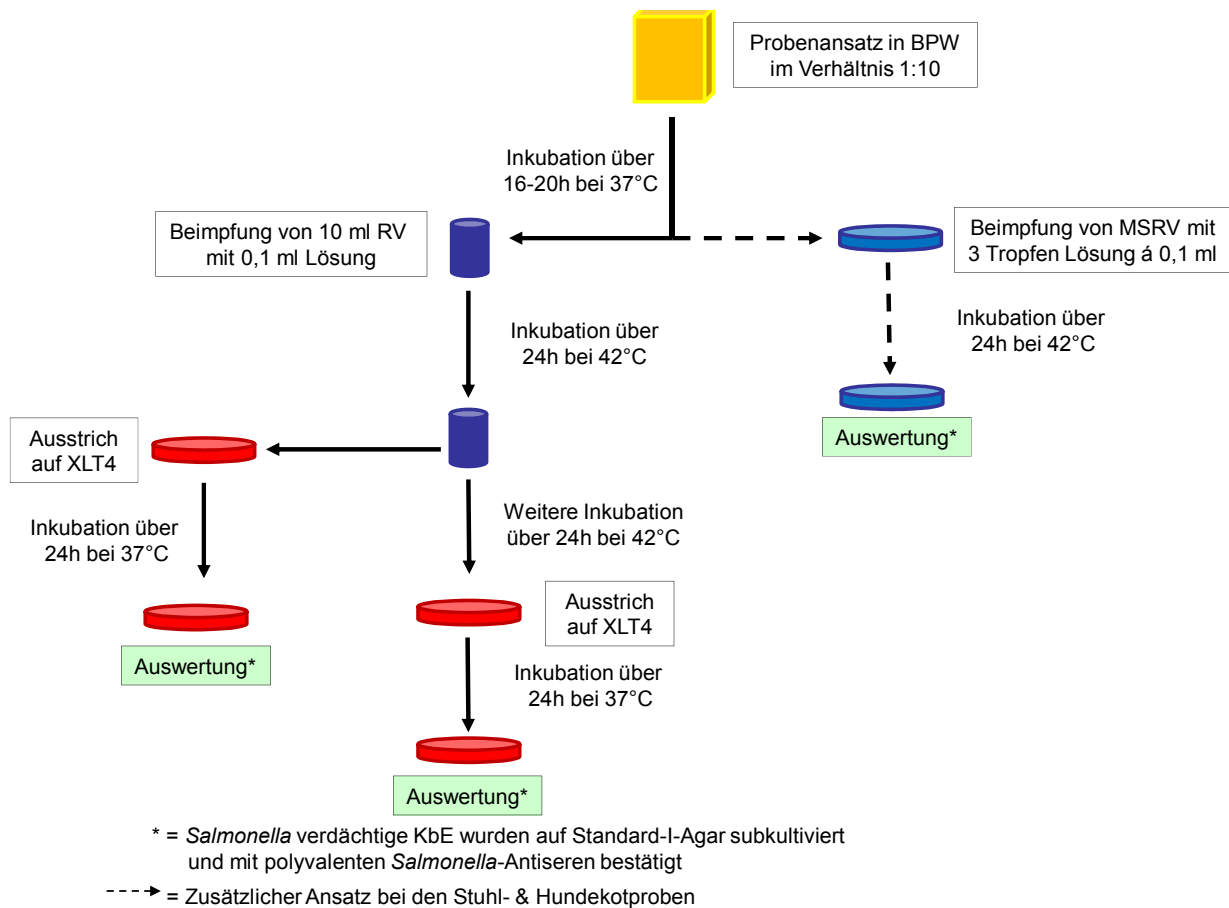 Probenansatz in BPW
im Verhältnis 1:10
Inkubation über
16-20h bei 37°C
Beimpfung von 10 ml RV
mit 0,1 ml Lösung
Beimpfung von MSRV mit
3 Tropfen Lösung á 0,1 ml
Inkubation über
24h bei 42°C
Inkubation über
24h bei 42°C
Auswertung*
Ausstrich
auf XLT4
Weitere Inkubation
über 24h bei 42°C
Inkubation über
24h bei 37°C
Ausstrich
auf XLT4
Auswertung*
Inkubation über
24h bei 37°C
Auswertung*
* = Salmonella verdächtige KbE wurden auf Standard-I-Agar subkultiviert
und mit polyvalenten Salmonella-Antiseren bestätigt
= Zusätzlicher Ansatz bei den Stuhl- & Hundekotproben